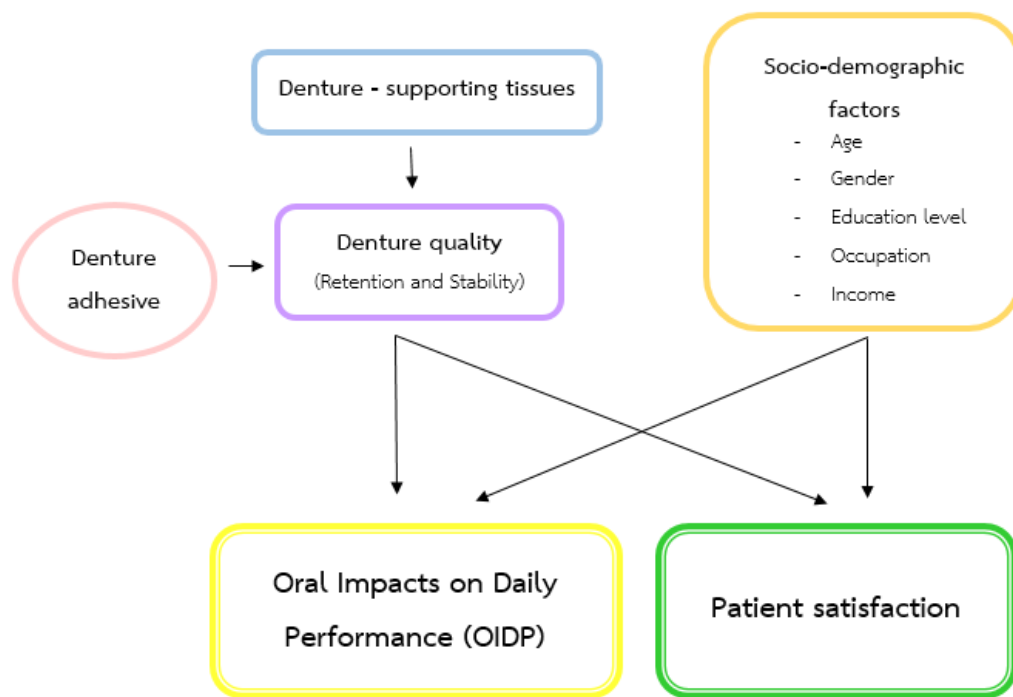 Denture - supporting tissues
Socio-demographic
factors
- Age
- Gender
- Education level
- Occupation
- Income
Denture
adhesive
Denture quality
(Retention and Stability)
Oral Impacts on Daily
Performance (OIDP)
Patient satisfaction